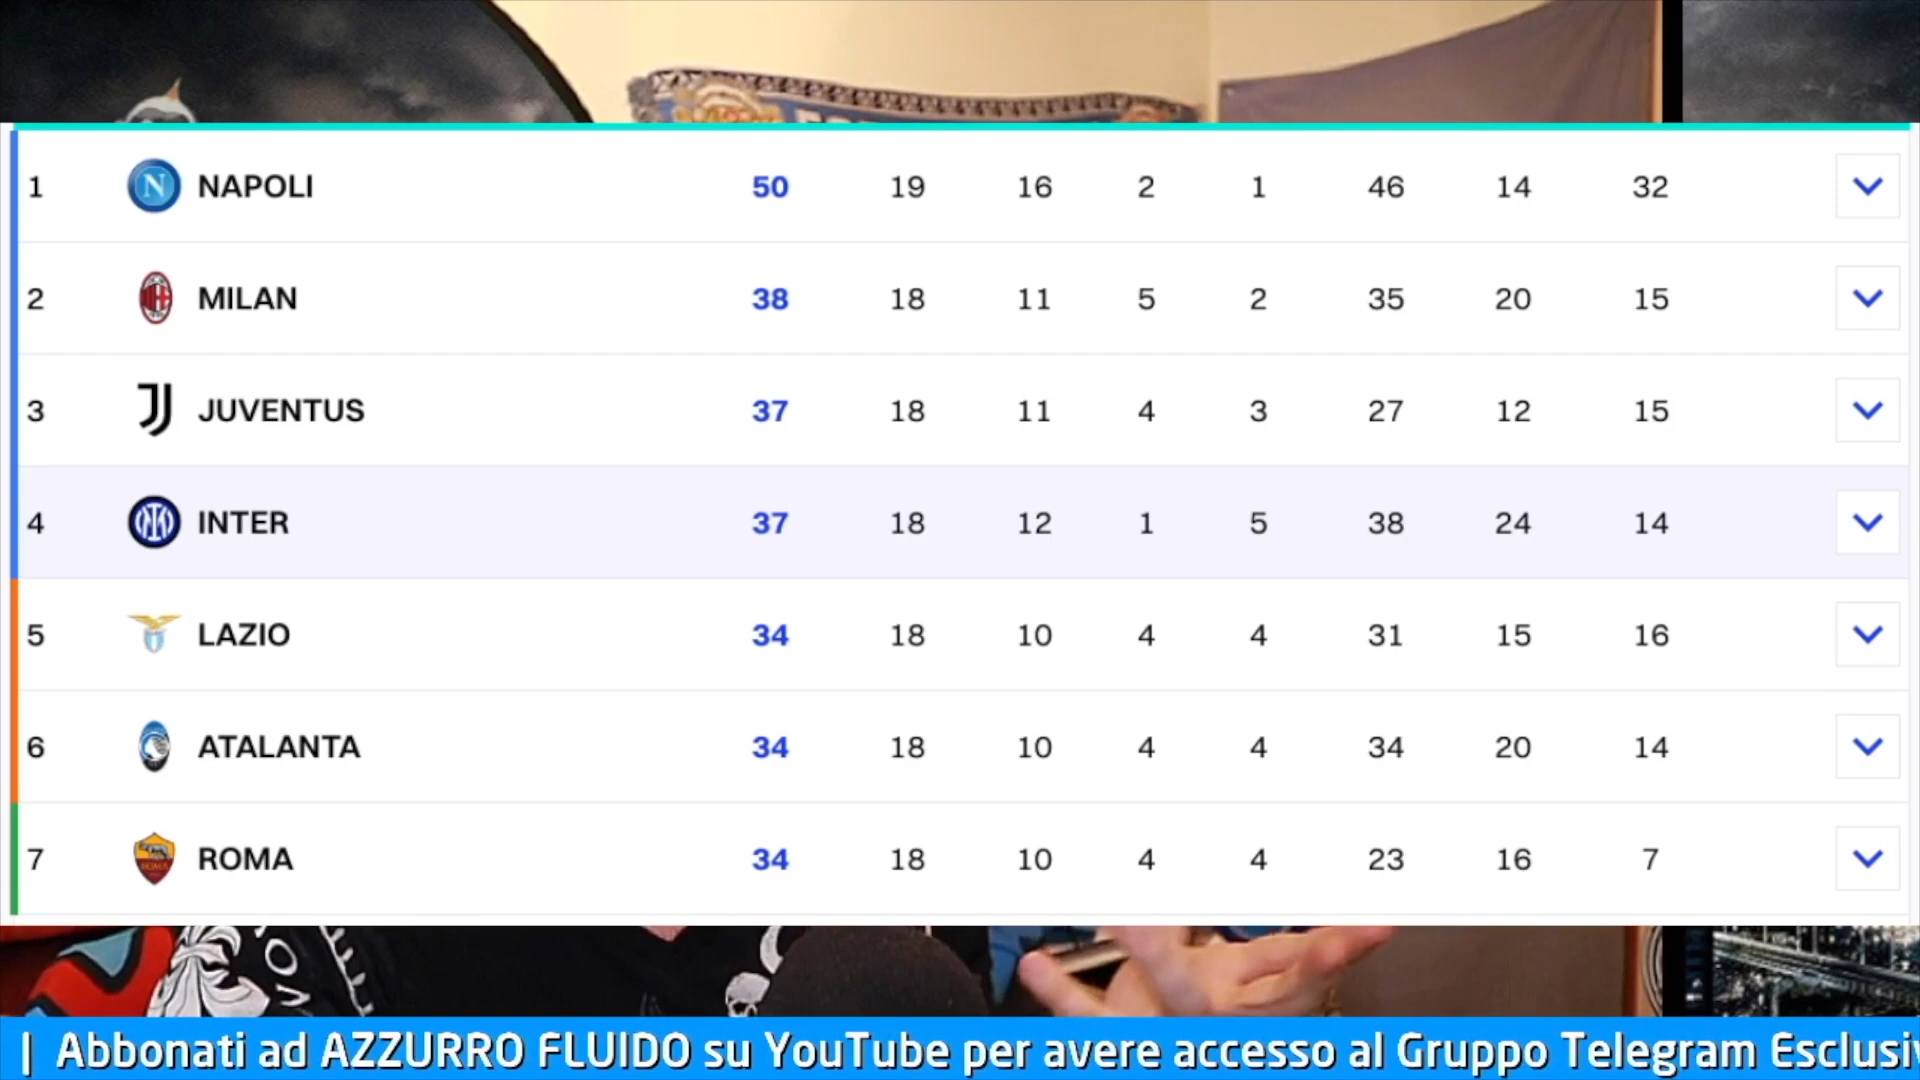 1 NAPOLI 50 19 16 2 1 46 14 32
2 MILAN 38 18 11 5 2 35 20 15
3 JUVENTUS 37 18 11 4 3 27 12 15
4 INTER 37 18 12 1 5 38 24 14
5 LAZIO 34 18 10 4 4 31 15 16
6 ATALANTA 34 18 10 4 4 34 20 14
7 ROMA 34 18 10 4 4 23 16 7
| Abbonati ad AZZURRO FLUIDO su YouTube per avere accesso al Gruppo Telegram Esclusiv